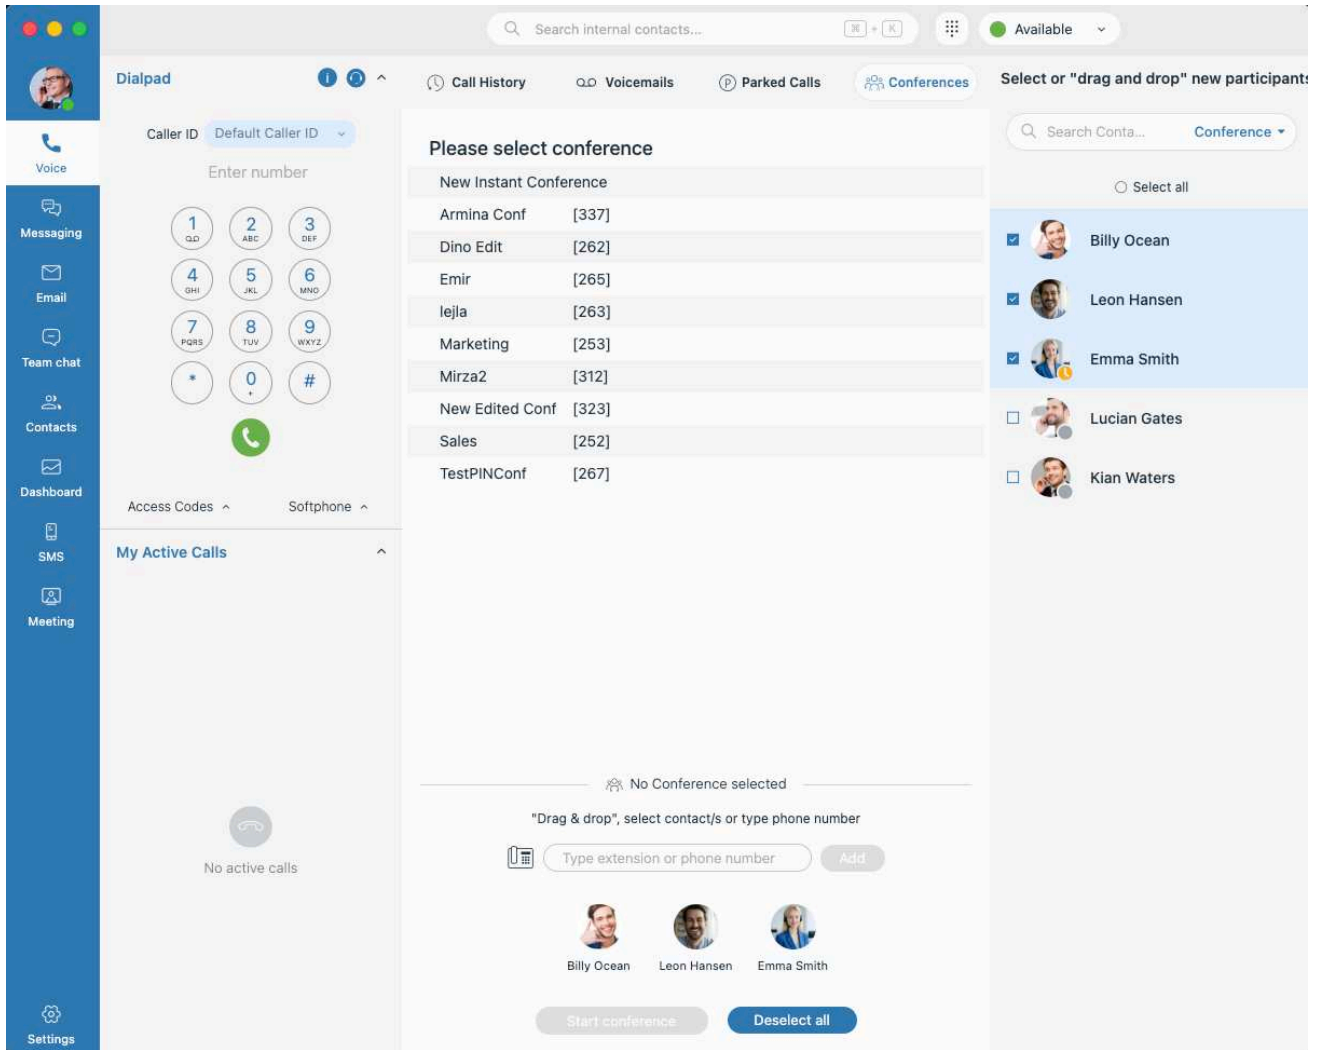 Search internal contacts...
⌘ + K
Available
Dialpad
Call History
Voicemails
Parked Calls
Conferences
Select or "drag and drop" new participants
Voice
Messaging
Email
Team chat
Contacts
Dashboard
SMS
Meeting
Settings
Caller ID
Default Caller ID
Enter number
1
2 ABC
3 DEF
4 GHI
5 JKL
6 MNO
7 PQRS
8 TUV
9 WXYZ
*
0 +
#
Access Codes
Softphone
My Active Calls
No active calls
Please select conference
New Instant Conference
Armina Conf [337]
Dino Edit [262]
Emir [265]
lejla [263]
Marketing [253]
Mirza2 [312]
New Edited Conf [323]
Sales [252]
TestPINConf [267]
No Conference selected
"Drag & drop", select contact/s or type phone number
Type extension or phone number
Add
Billy Ocean
Leon Hansen
Emma Smith
Start conference
Deselect all
Search Conta...
Conference
Select all
Billy Ocean
Leon Hansen
Emma Smith
Lucian Gates
Kian Waters